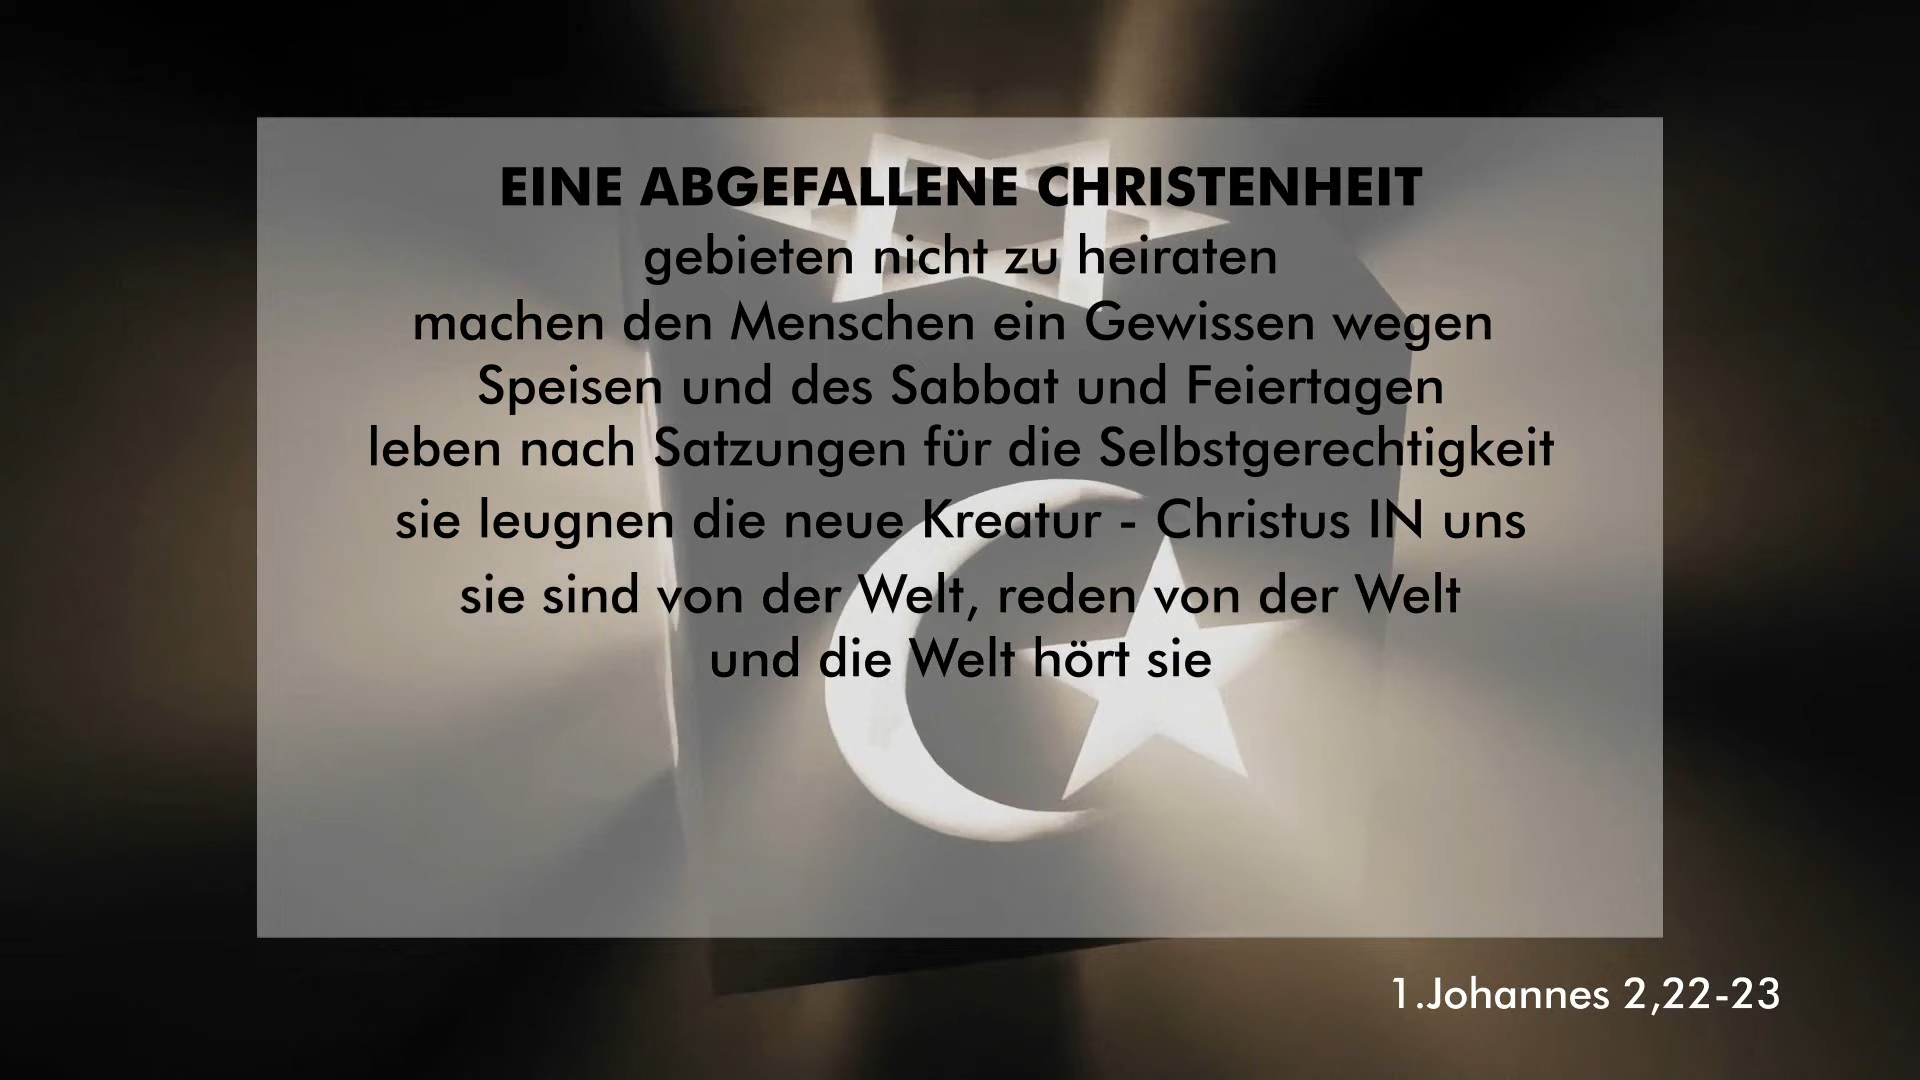 EINE ABGEFALLENE CHRISTENHEIT
gebieten nicht zu heiraten
machen den Menschen ein Gewissen wegen
Speisen und des Sabbat und Feiertagen
leben nach Satzungen für die Selbstgerechtigkeit
sie leugnen die neue Kreatur - Christus IN uns
sie sind von der Welt, reden von der Welt
und die Welt hört sie
1.Johannes 2,22-23